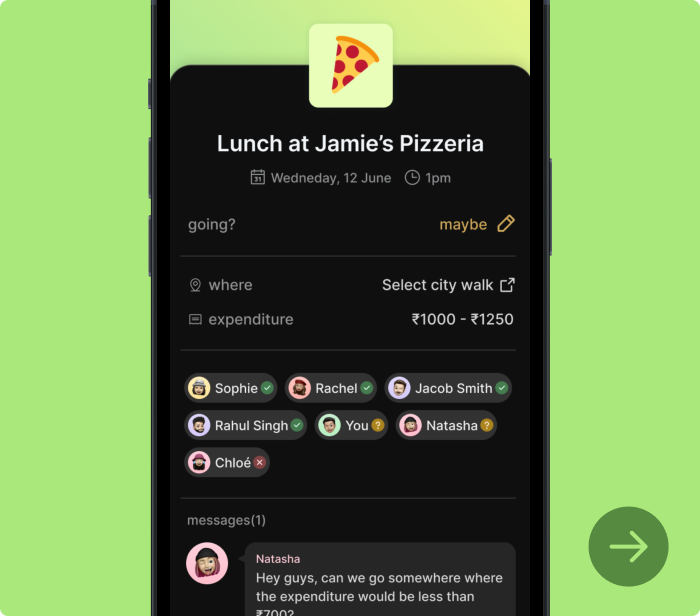 Lunch at Jamie’s Pizzeria
31 Wedneday, 12 June 1pm
going? maybe
where Select city walk
expenditure ₹1000 - ₹1250
Sophie Rachel Jacob Smith
Rahul Singh You ? Natasha ?
Chloé
messages(1)
Natasha
Hey guys, can we go somewhere where
the expenditure would be less than
₹700?